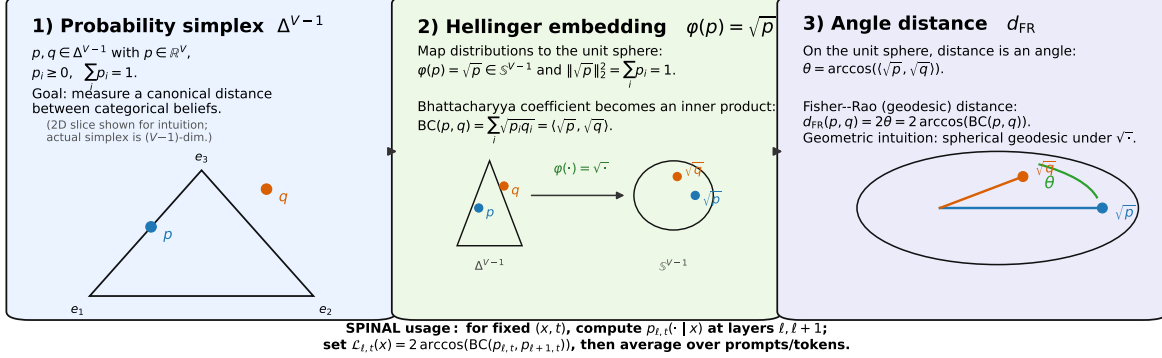 1) Probability simplex Δ^{V−1}
p, q ∈ Δ^{V−1} with p ∈ ℝ^V,
p_i ≥ 0, ∑_i p_i = 1.
Goal: measure a canonical distance
between categorical beliefs.
(2D slice shown for intuition;
actual simplex is (V−1)-dim.)
e_3
q
p
e_1
e_2
2) Hellinger embedding φ(p) = √p
Map distributions to the unit sphere:
φ(p) = √p ∈ 𝕊^{V−1} and ‖√p‖_2^2 = ∑_i p_i = 1.
Bhattacharyya coefficient becomes an inner product:
BC(p, q) = ∑_i √(p_i q_i) = ⟨√p, √q⟩.
φ(·) = √·
q
p
√q
√p
Δ^{V−1}
𝕊^{V−1}
3) Angle distance d_FR
On the unit sphere, distance is an angle:
θ = arccos(⟨√p, √q⟩).
Fisher--Rao (geodesic) distance:
d_FR(p, q) = 2θ = 2 arccos(BC(p, q)).
Geometric intuition: spherical geodesic under √·.
√q
θ
√p
SPINAL usage: for fixed (x, t), compute p_{ℓ,t}(· | x) at layers ℓ, ℓ + 1;
set ℒ_{ℓ,t}(x) = 2 arccos(BC(p_{ℓ,t}, p_{ℓ+1,t})), then average over prompts/tokens.